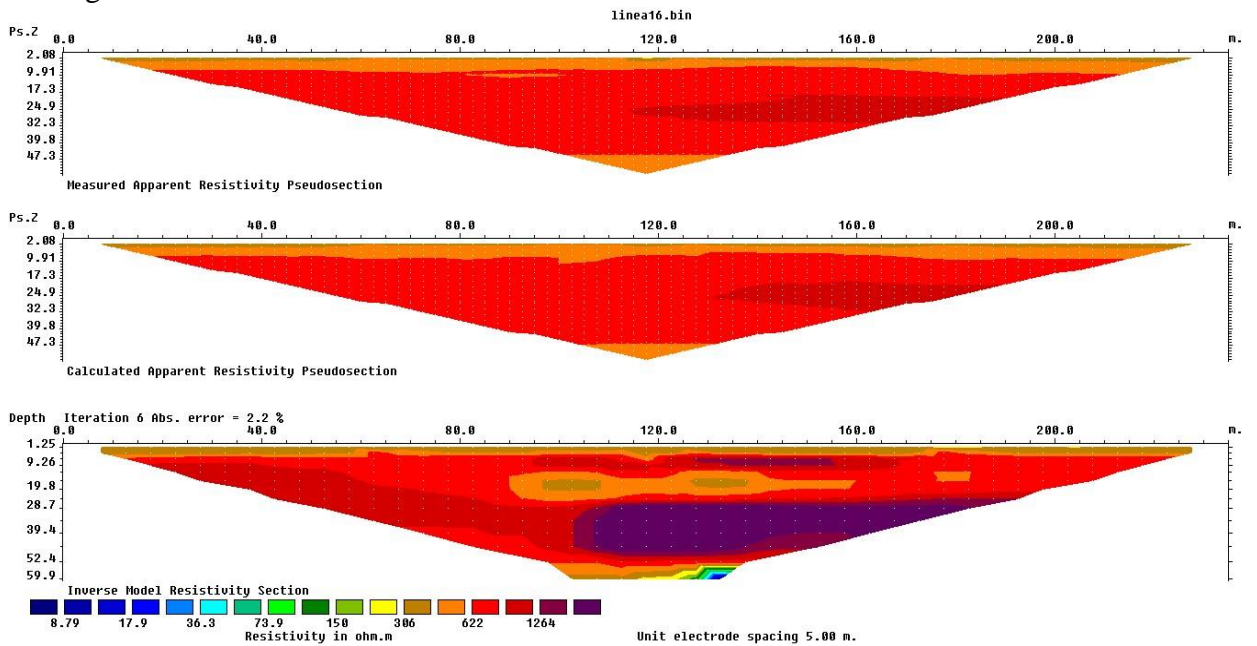 linea16.bin
Ps.Z 0.0 40.0 80.0 120.0 160.0 200.0 m.
2.08
9.91
17.3
24.9
32.3
39.8
47.3
Measured Apparent Resistivity Pseudosection
Ps.Z 0.0 40.0 80.0 120.0 160.0 200.0 m.
2.08
9.91
17.3
24.9
32.3
39.8
47.3
Calculated Apparent Resistivity Pseudosection
Depth Iteration 6 Abs. error = 2.2 %
0.0 40.0 80.0 120.0 160.0 200.0 m.
1.25
9.26
19.8
28.7
39.4
52.4
59.9
Inverse Model Resistivity Section
8.79 17.9 36.3 73.9 150 306 622 1264
Resistivity in ohm.m Unit electrode spacing 5.00 m.